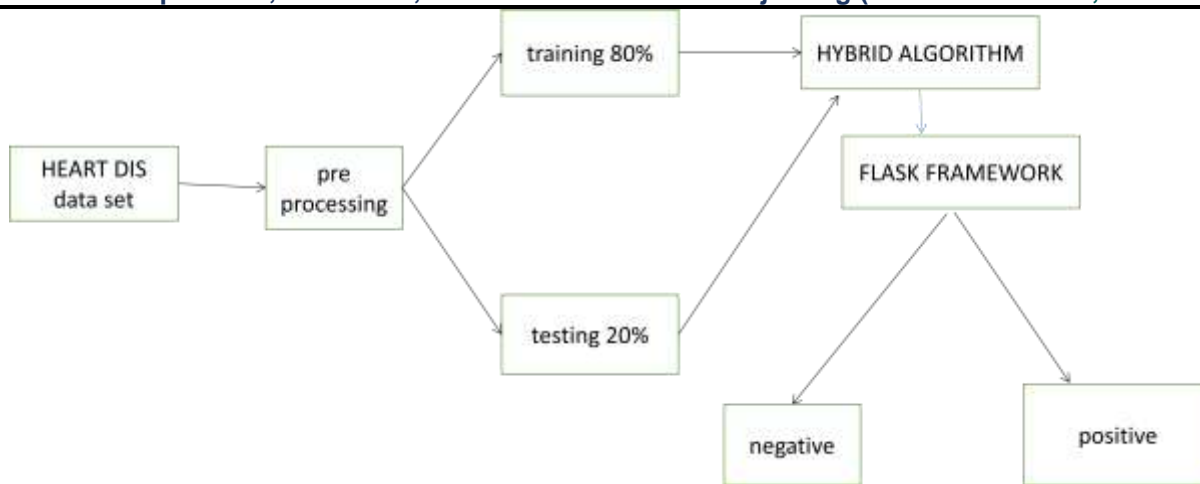 training 80%
HYBRID ALGORITHM
HEART DIS
data set
pre
processing
FLASK FRAMEWORK
testing 20%
negative
positive